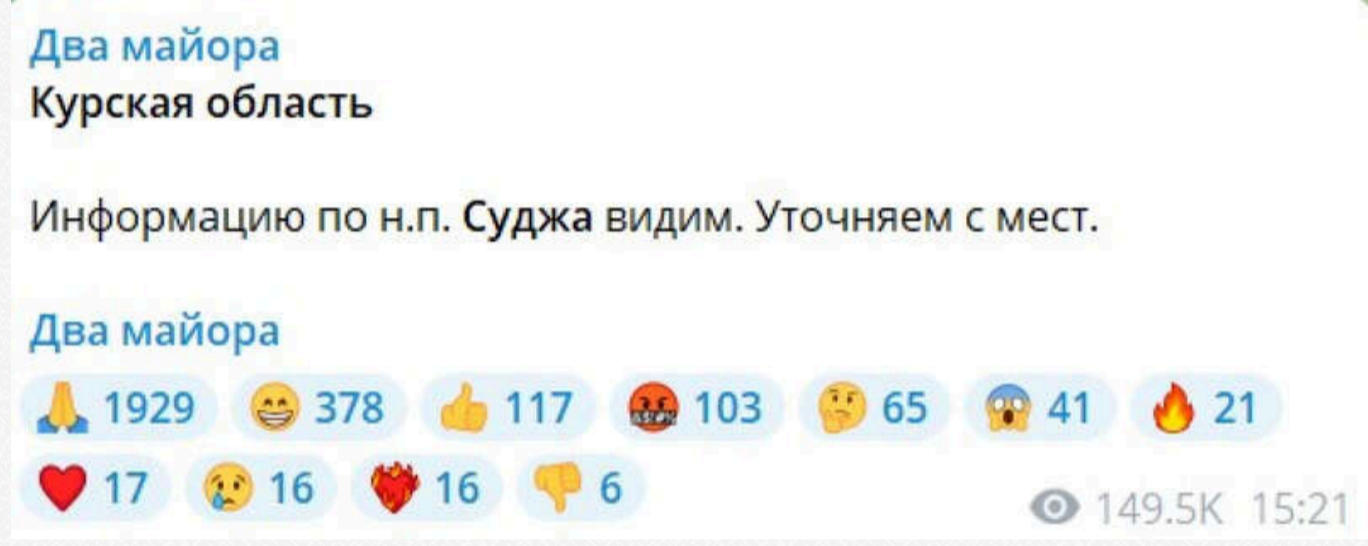 Два майора
Курская область
Информацию по н.п. Суджа видим. Уточняем с мест.
Два майора
1929 378 117 103 65 41 21
17 16 16 6
149.5K 15:21